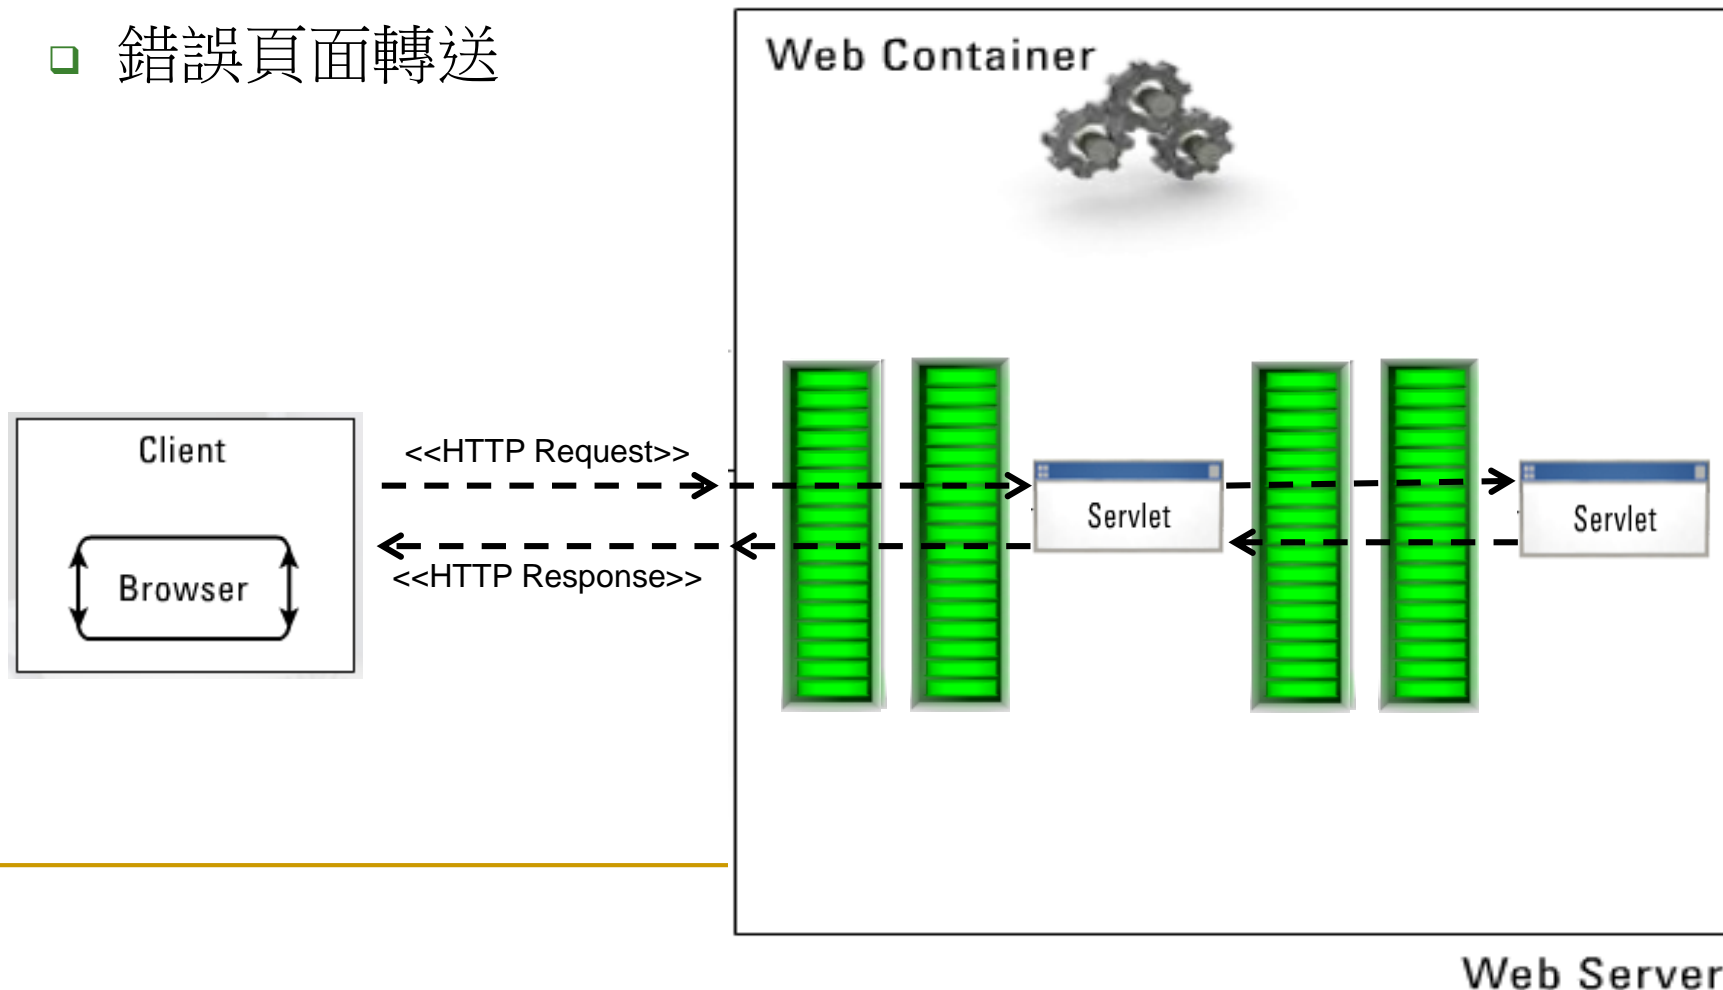 錯誤頁面轉送
Web Container
Client
<<HTTP Request>>
Servlet
Servlet
<<HTTP Response>>
Browser
Web Server